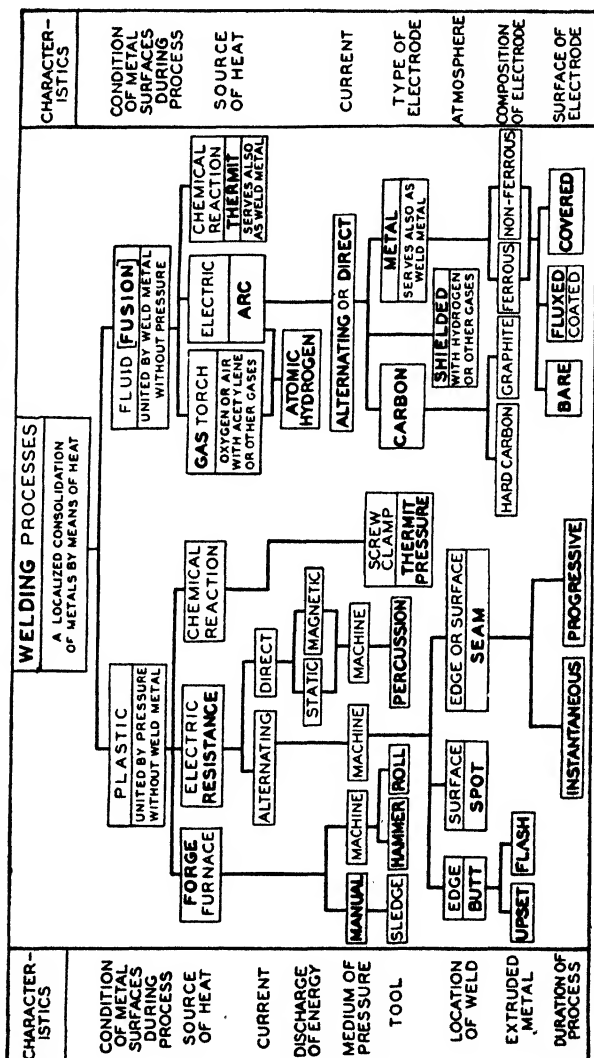 CHARACTER-
ISTICS
CONDITION
OF METAL
SURFACES
DURING
PROCESS
SOURCE
OF HEAT
CURRENT
DISCHARGE
OF ENERGY
MEDIUM OF
PRESSURE
TOOL
LOCATION
OF WELD
EXTRUDED
METAL
DURATION OF
PROCESS
WELDING PROCESSES
A LOCALIZED CONSOLIDATION
OF METALS BY MEANS OF HEAT
PLASTIC
UNITED BY PRESSURE
WITHOUT WELD METAL
FORGE
FURNACE
ELECTRIC
RESISTANCE
CHEMICAL
REACTION
ALTERNATING
DIRECT
STATIC
MAGNETIC
MANUAL
MACHINE
MACHINE
MACHINE
SLEDGE
HAMMER
ROLL
PERCUSSION
SCREW
CLAMP
THERMIT
PRESSURE
EDGE
BUTT
SURFACE
SPOT
EDGE OR SURFACE
SEAM
UPSET
FLASH
INSTANTANEOUS
PROGRESSIVE
FLUID FUSION
UNITED BY WELD METAL
WITHOUT PRESSURE
GAS TORCH
OXYGEN OR AIR
WITH ACETYLENE
OR OTHER GASES
ELECTRIC
ARC
CHEMICAL
REACTION
THERMIT
SERVES ALSO
AS WELD METAL
ATOMIC
HYDROGEN
ALTERNATING OR DIRECT
CARBON
METAL
SERVES ALSO AS
WELD METAL
SHIELDED
WITH HYDROGEN
OR OTHER GASES
HARD CARBON
GRAPHITE
FERROUS
NON-FERROUS
BARE
FLUXED
COATED
COVERED
CHARACTER-
ISTICS
CONDITION
OF METAL
SURFACES
DURING
PROCESS
SOURCE
OF HEAT
CURRENT
TYPE OF
ELECTRODE
ATMOSPHERE
COMPOSITION
OF ELECTRODE
SURFACE OF
ELECTRODE